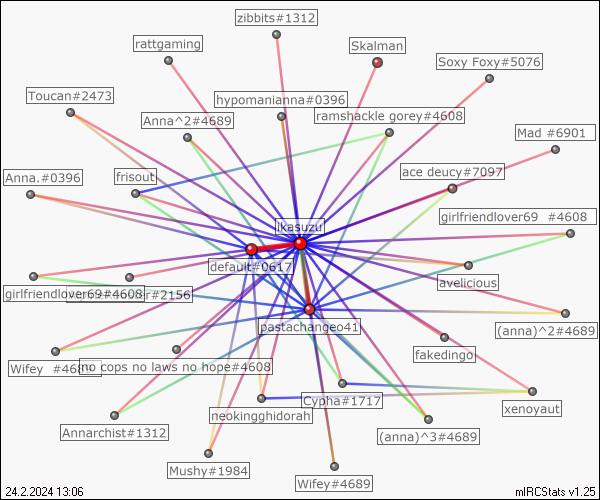 zibbits#1312
rattgaming
Skalman
Soxy Foxy#5076
Toucan#2473
hypomanianna#0396
Anna^2#4689
ramshackle gorey#4608
Mad #6901
Anna.#0396
frisout
ace deucy#7097
girlfriendlover69 #4608
ikasuzu
default#0617
avelicious
girlfriendlover69#4608
r#2156
pastachangeo41
(anna)^2#4689
fakedingo
Wifey #4689
no cops no laws no hope#4608
Cypha#1717
xenoyaut
neokingghidorah
Annarchist#1312
(anna)^3#4689
Mushy#1984
Wifey#4689
24.2.2024 13:06
mIRCStats v1.25